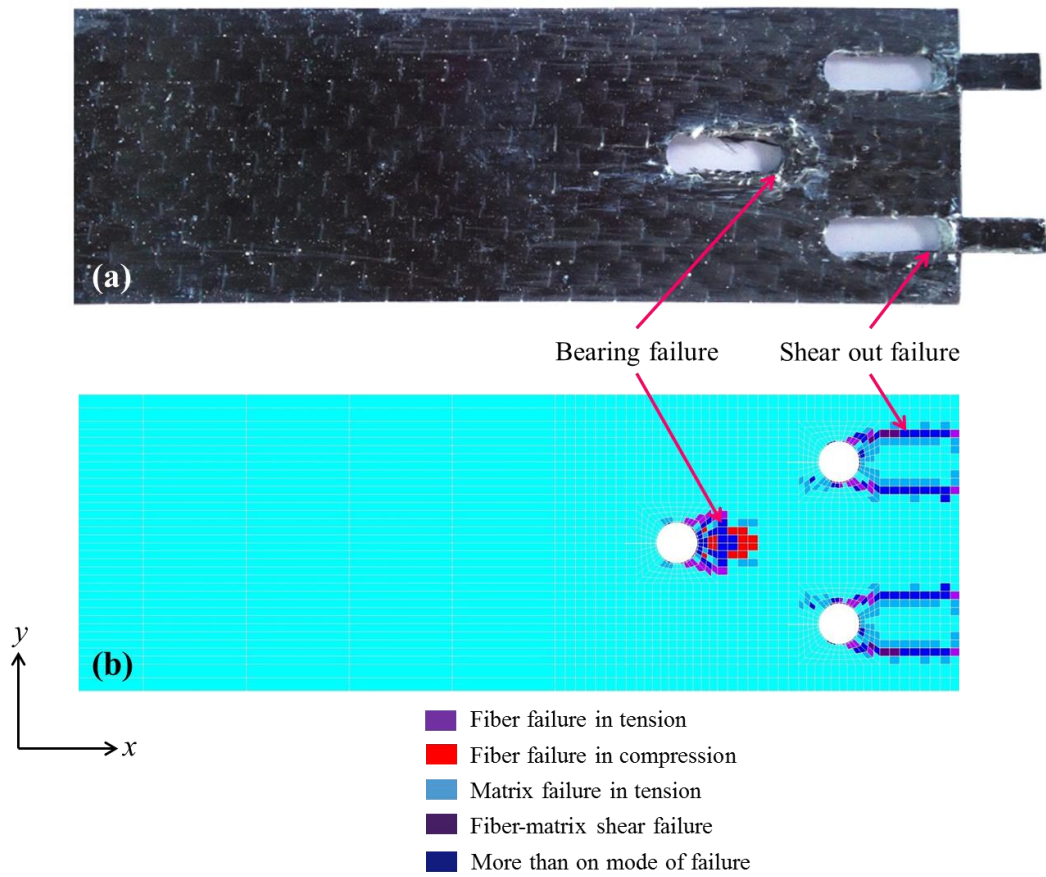 (a)
Bearing failure
Shear out failure
(b)
y
x
Fiber failure in tension
Fiber failure in compression
Matrix failure in tension
Fiber-matrix shear failure
More than on mode of failure